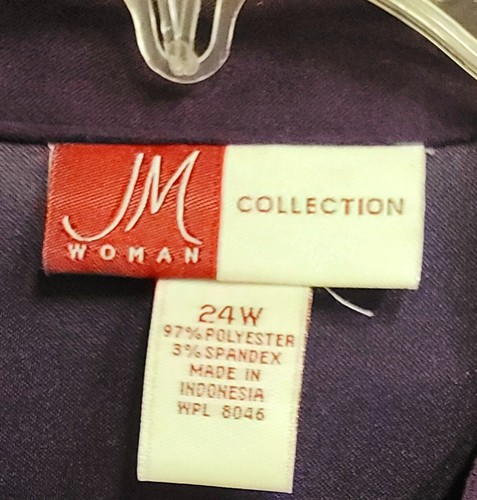 JM
WOMAN
COLLECTION
24W
97% POLYESTER
3% SPANDEX
MADE IN
INDONESIA
WPL 8046